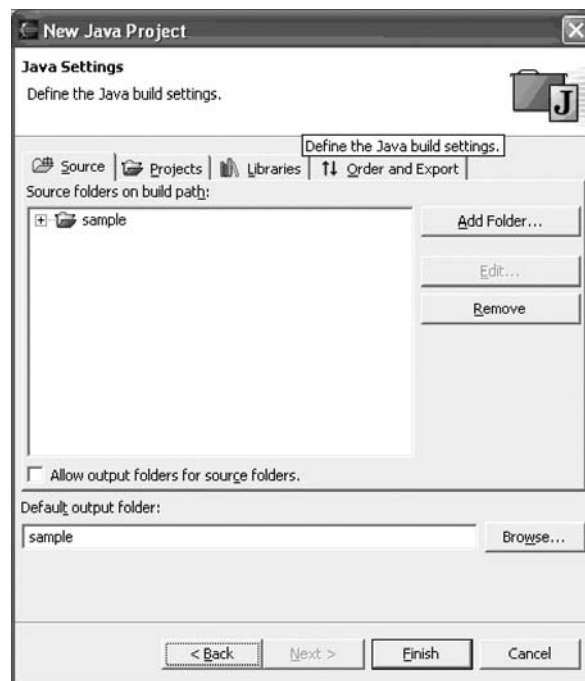 New Java Project
Java Settings
Define the Java build settings.
J
Define the Java build settings.
Source Projects Libraries Order and Export
Source folders on build path:
sample
Add Folder...
Edit...
Remove
Allow output folders for source folders.
Default output folder:
sample
Browse...
< Back Next > Finish Cancel